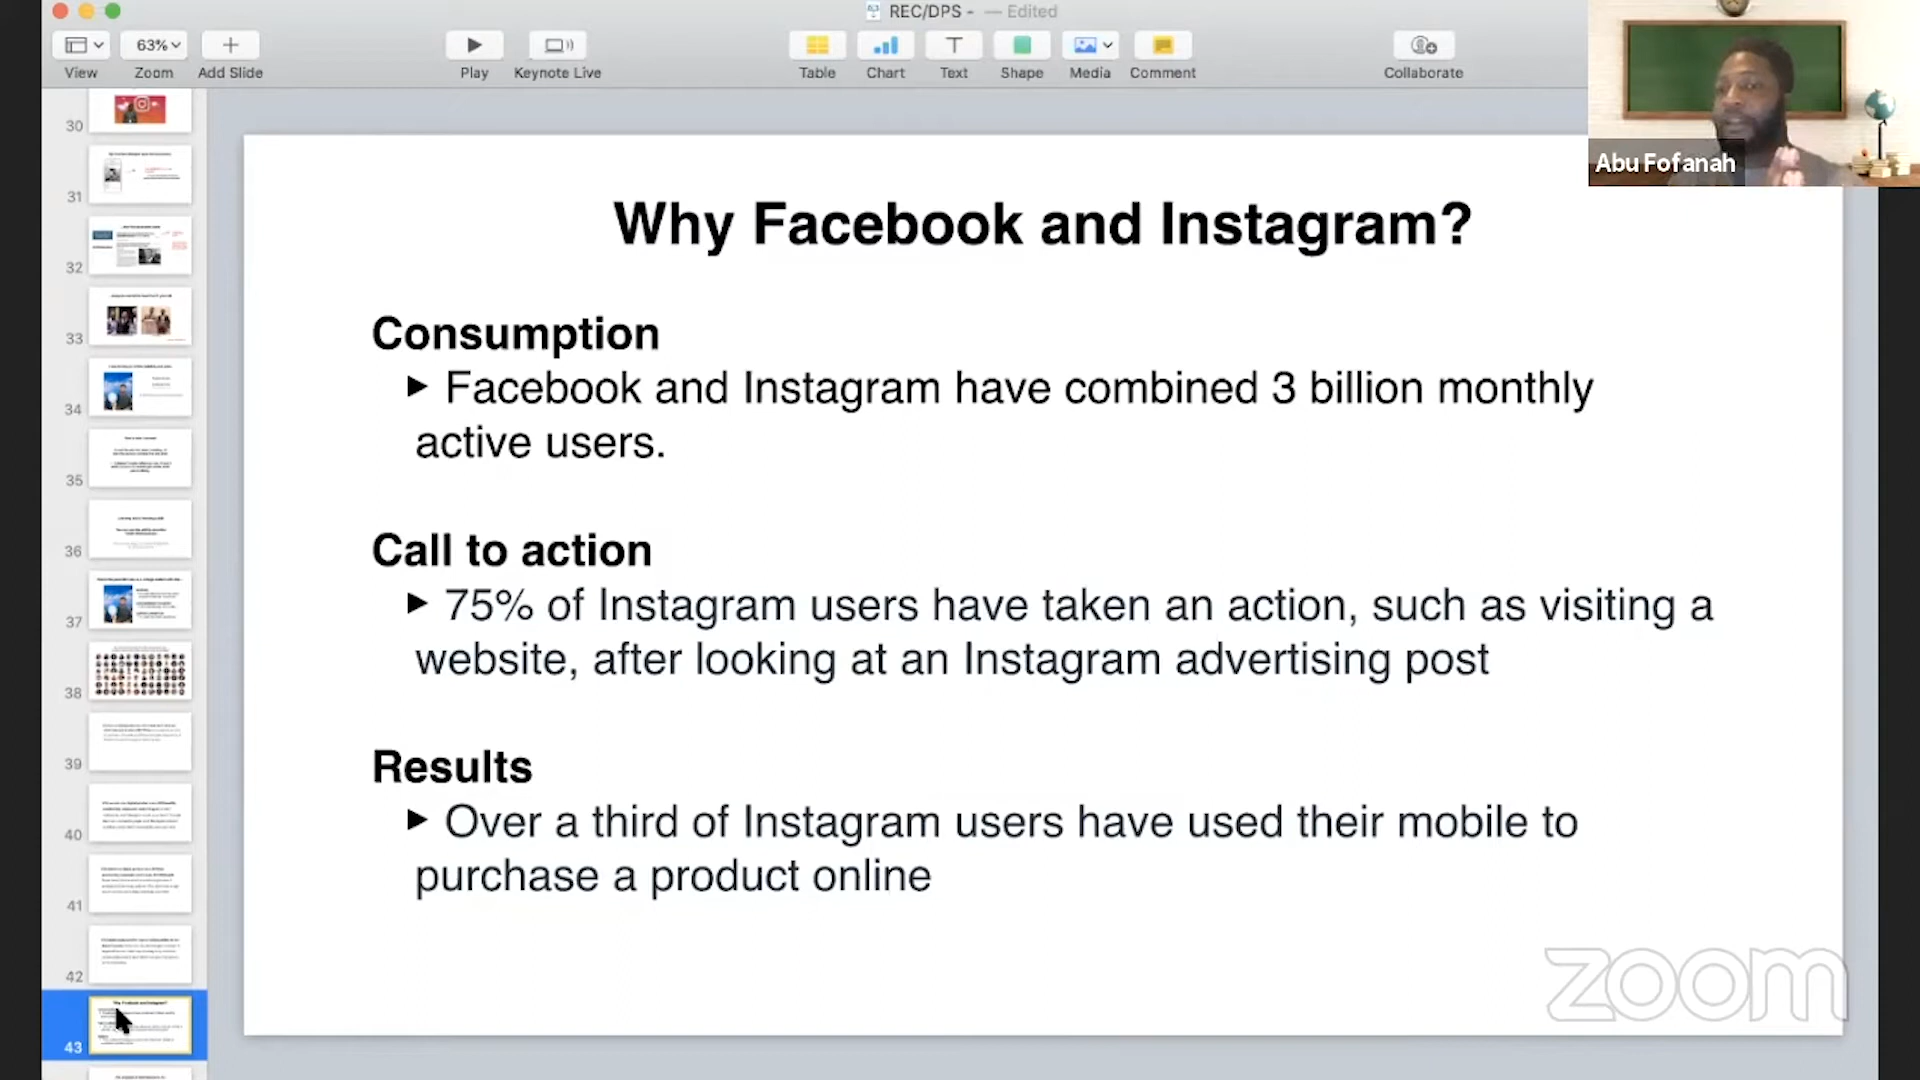 REC/DPS - — Edited
63%
View
Zoom
Add Slide
Play
Keynote Live
Table
Chart
Text
Shape
Media
Comment
Collaborate
Abu Fofanah
30
31
32
33
34
35
36
37
38
39
40
41
42
43
Why Facebook and Instagram?
Consumption
▸ Facebook and Instagram have combined 3 billion monthly
active users.
Call to action
▸ 75% of Instagram users have taken an action, such as visiting a
website, after looking at an Instagram advertising post
Results
▸ Over a third of Instagram users have used their mobile to
purchase a product online
zoom